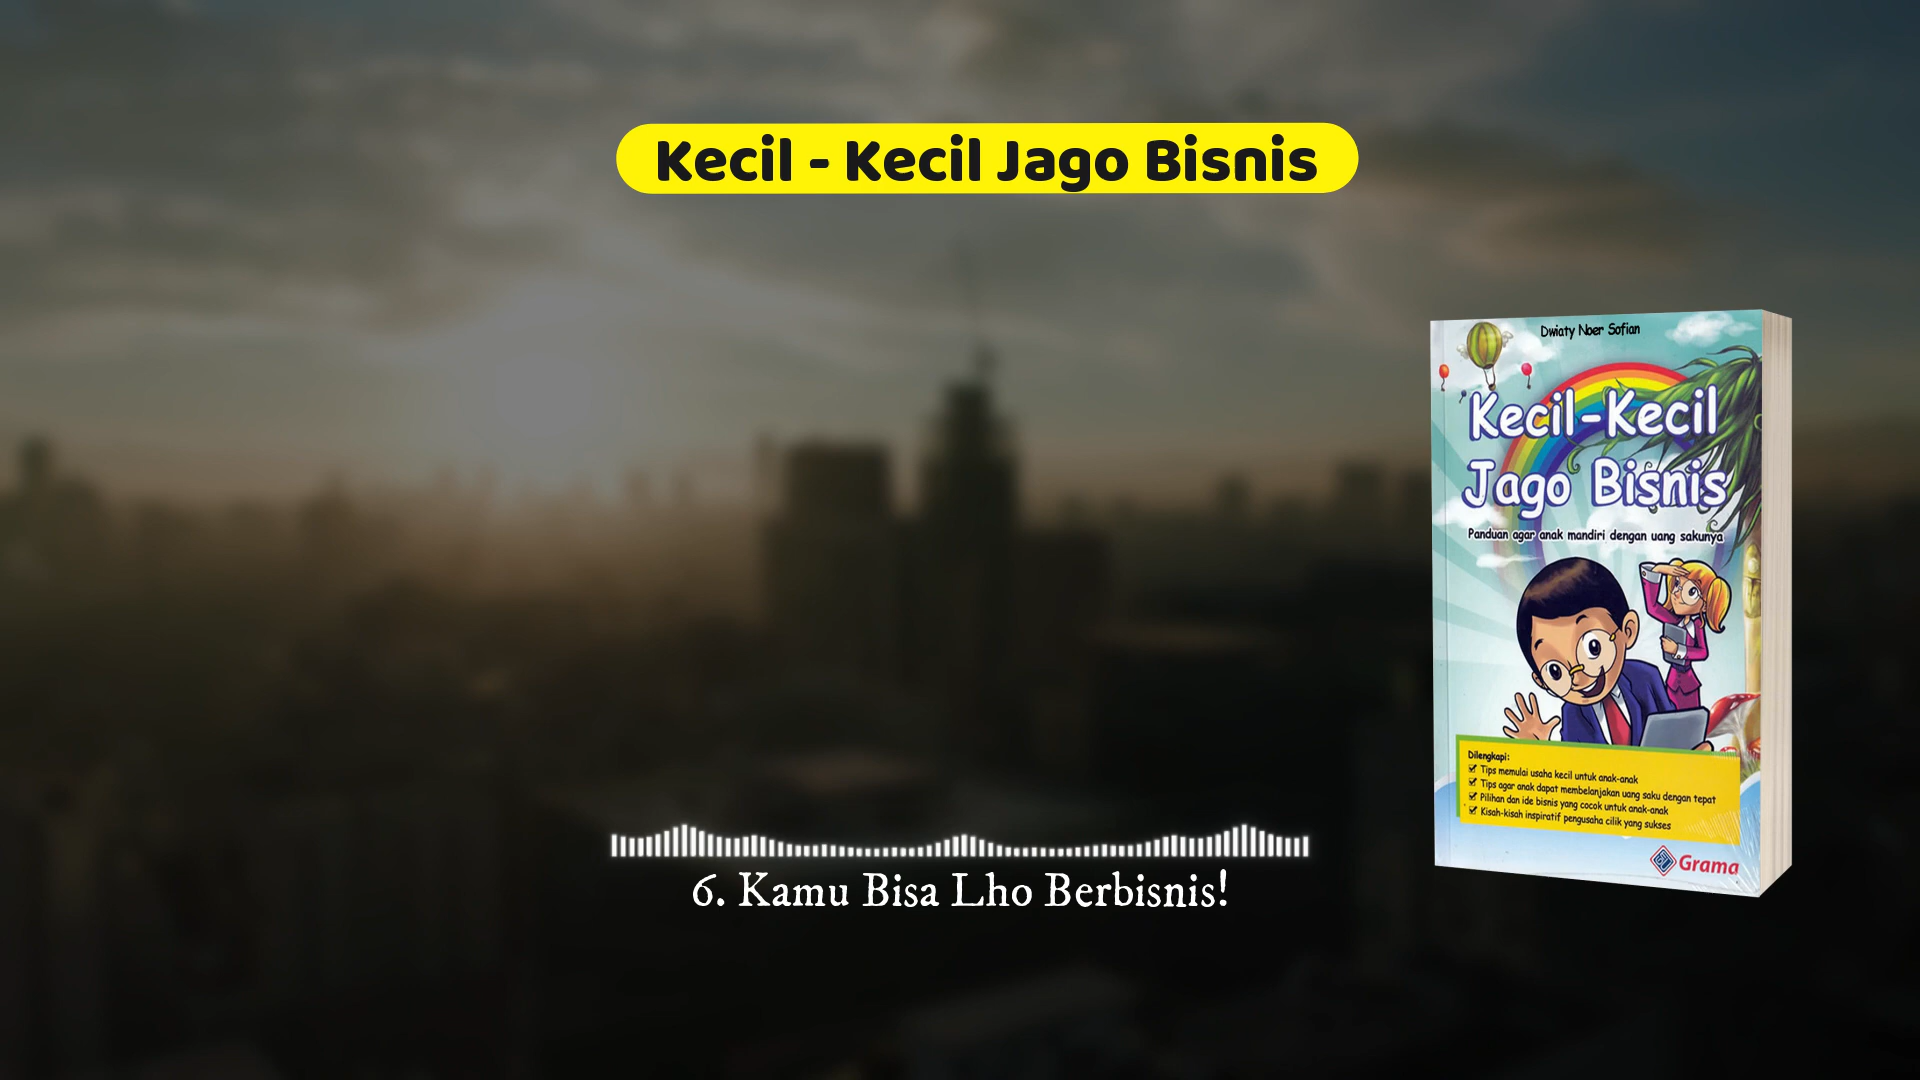 Kecil - Kecil Jago Bisnis
Dwiaty Noer Sofian
Kecil-Kecil
Jago Bisnis
Panduan agar anak mandiri dengan uang sakunya
Dilengkapi:
Tips memulai usaha kecil untuk anak-anak
Tips agar anak dapat membelanjakan uang saku dengan tepat
Pilihan dan ide bisnis yang cocok untuk anak-anak
Kisah-kisah inspiratif pengusaha cilik yang sukses
Grama
6. Kamu Bisa Lho Berbisnis!